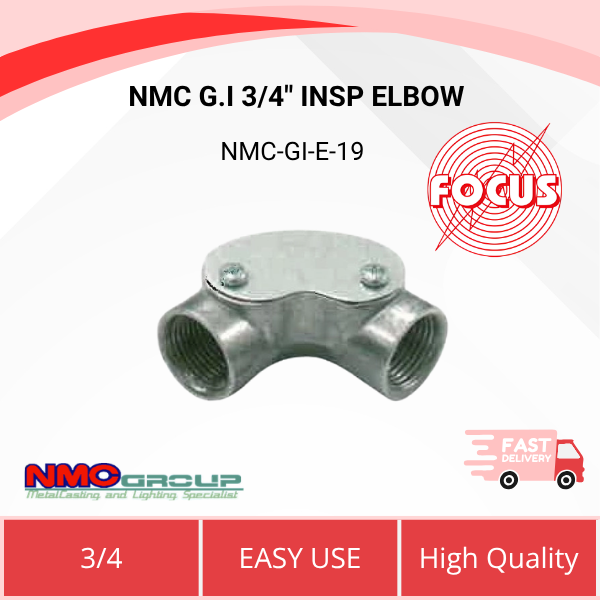 NMC G.I 3/4" INSP ELBOW
NMC-GI-E-19
FOCUS
FAST
DELIVERY
NMC GROUP
MetalCasting and Lighting Specialist
3/4
EASY USE
High Quality